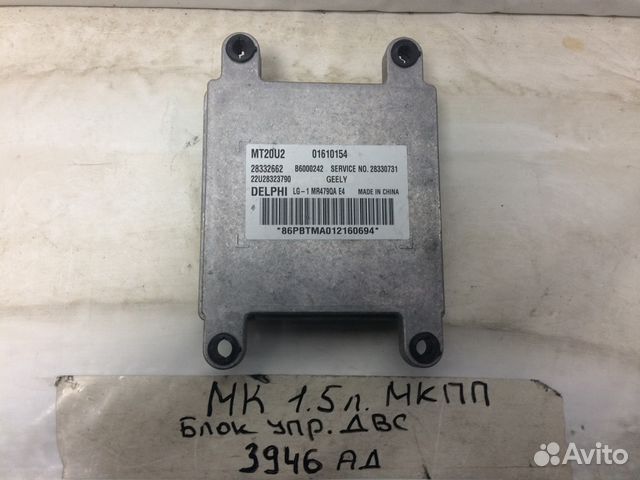 MT20U2 01610154
28332662 B6000242 SERVICE NO. 28330731
22U28323790 GEELY
DELPHI LG-1 MR479QA E4 MADE IN CHINA
*86PBTMA012160694*
МК 1.5л. МКПП
Блок упр. ДВС
3946 АД
Avito